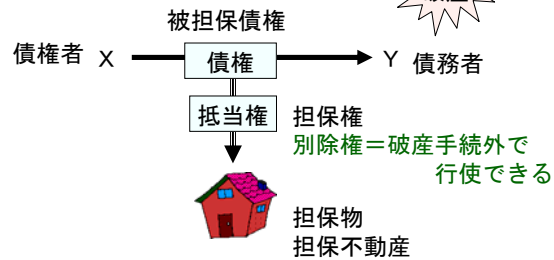 被担保債権
債権者 X 債権 Y 債務者
抵当権 担保権
別除権＝破産手続外で
行使できる
担保物
担保不動産